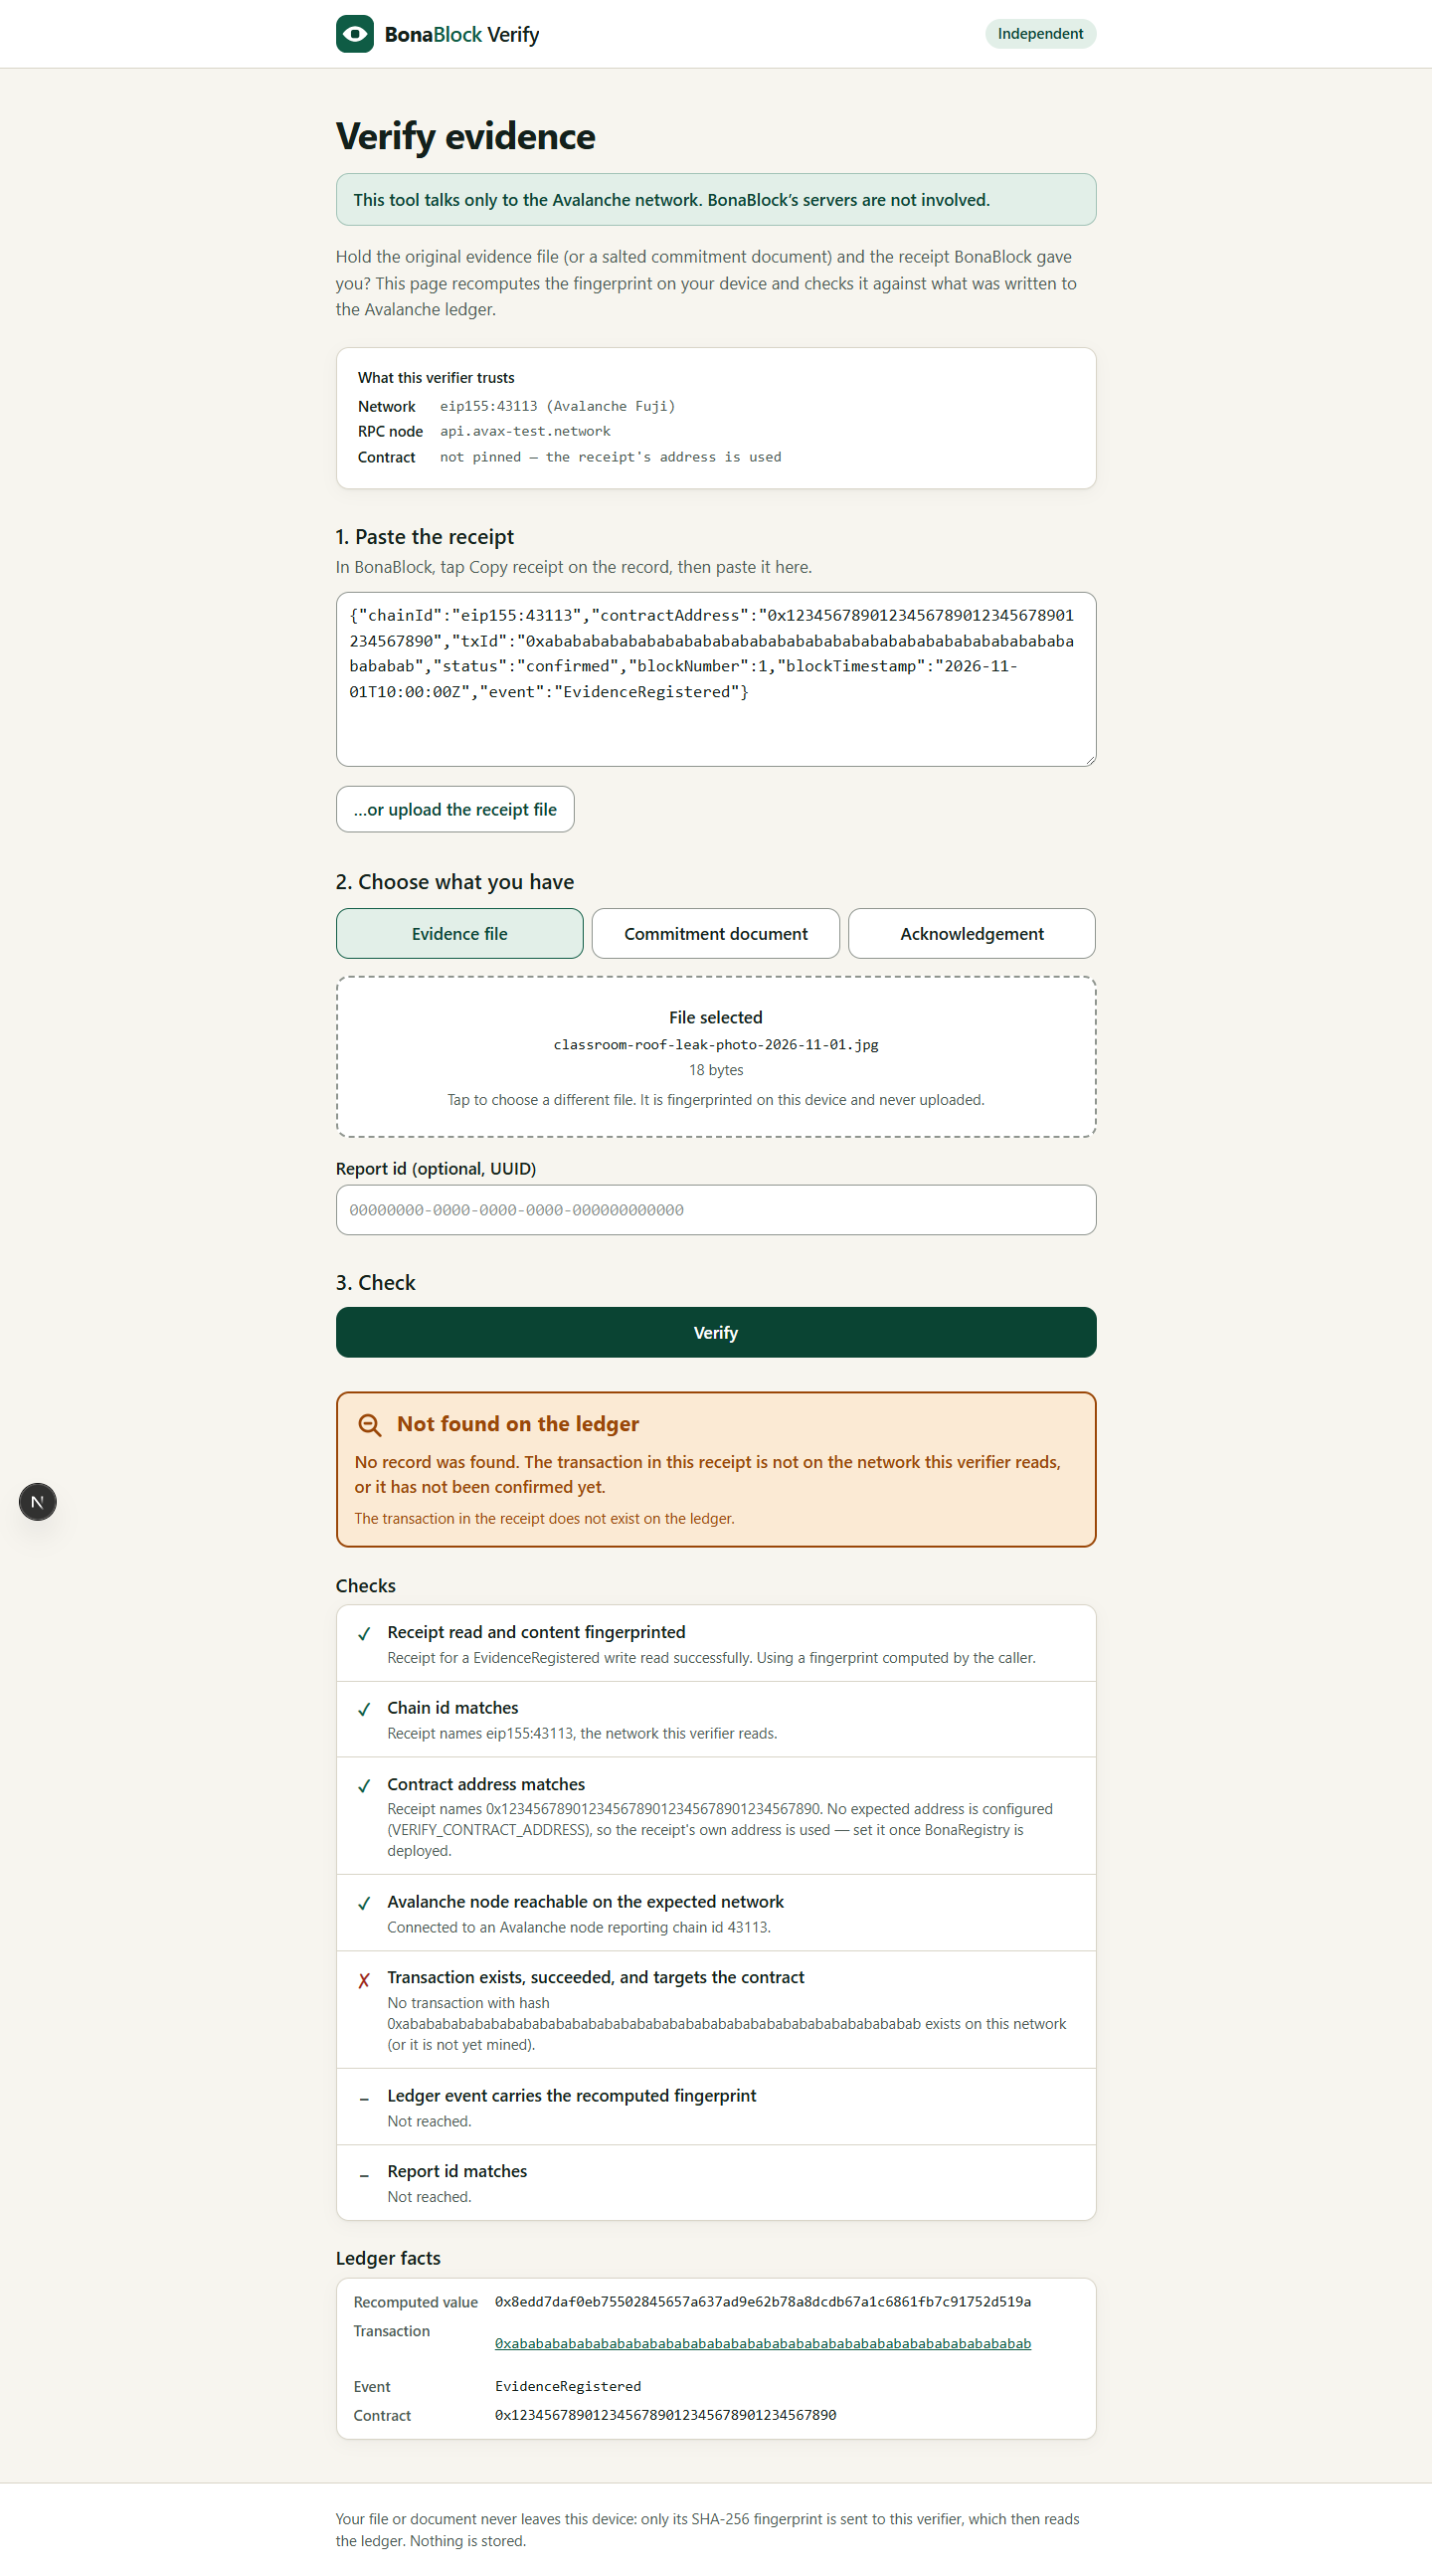 BonaBlock Verify
Independent
Verify evidence
This tool talks only to the Avalanche network. BonaBlock’s servers are not involved.
Hold the original evidence file (or a salted commitment document) and the receipt BonaBlock gave
you? This page recomputes the fingerprint on your device and checks it against what was written to
the Avalanche ledger.
What this verifier trusts
Network eip155:43113 (Avalanche Fuji)
RPC node api.avax-test.network
Contract not pinned — the receipt's address is used
1. Paste the receipt
In BonaBlock, tap Copy receipt on the record, then paste it here.
{"chainId":"eip155:43113","contractAddress":"0x1234567890123456789012345678901
234567890","txId":"0xabababababababababababababababababababababababababababa
bababab","status":"confirmed","blockNumber":1,"blockTimestamp":"2026-11-
01T10:00:00Z","event":"EvidenceRegistered"}
…or upload the receipt file
2. Choose what you have
Evidence file
Commitment document
Acknowledgement
File selected
classroom-roof-leak-photo-2026-11-01.jpg
18 bytes
Tap to choose a different file. It is fingerprinted on this device and never uploaded.
Report id (optional, UUID)
00000000-0000-0000-0000-000000000000
3. Check
Verify
Not found on the ledger
No record was found. The transaction in this receipt is not on the network this verifier reads,
or it has not been confirmed yet.
The transaction in the receipt does not exist on the ledger.
N
Checks
✓ Receipt read and content fingerprinted
Receipt for a EvidenceRegistered write read successfully. Using a fingerprint computed by the caller.
✓ Chain id matches
Receipt names eip155:43113, the network this verifier reads.
✓ Contract address matches
Receipt names 0x1234567890123456789012345678901234567890. No expected address is configured
(VERIFY_CONTRACT_ADDRESS), so the receipt's own address is used — set it once BonaRegistry is
deployed.
✓ Avalanche node reachable on the expected network
Connected to an Avalanche node reporting chain id 43113.
✗ Transaction exists, succeeded, and targets the contract
No transaction with hash
0xabababababababababababababababababababababababababababababababab exists on this network
(or it is not yet mined).
– Ledger event carries the recomputed fingerprint
Not reached.
– Report id matches
Not reached.
Ledger facts
Recomputed value 0x8edd7daf0eb75502845657a637ad9e62b78a8dcdb67a1c6861fb7c91752d519a
Transaction
0xabababababababababababababababababababababababababababababababab
Event EvidenceRegistered
Contract 0x1234567890123456789012345678901234567890
Your file or document never leaves this device: only its SHA-256 fingerprint is sent to this verifier, which then reads
the ledger. Nothing is stored.